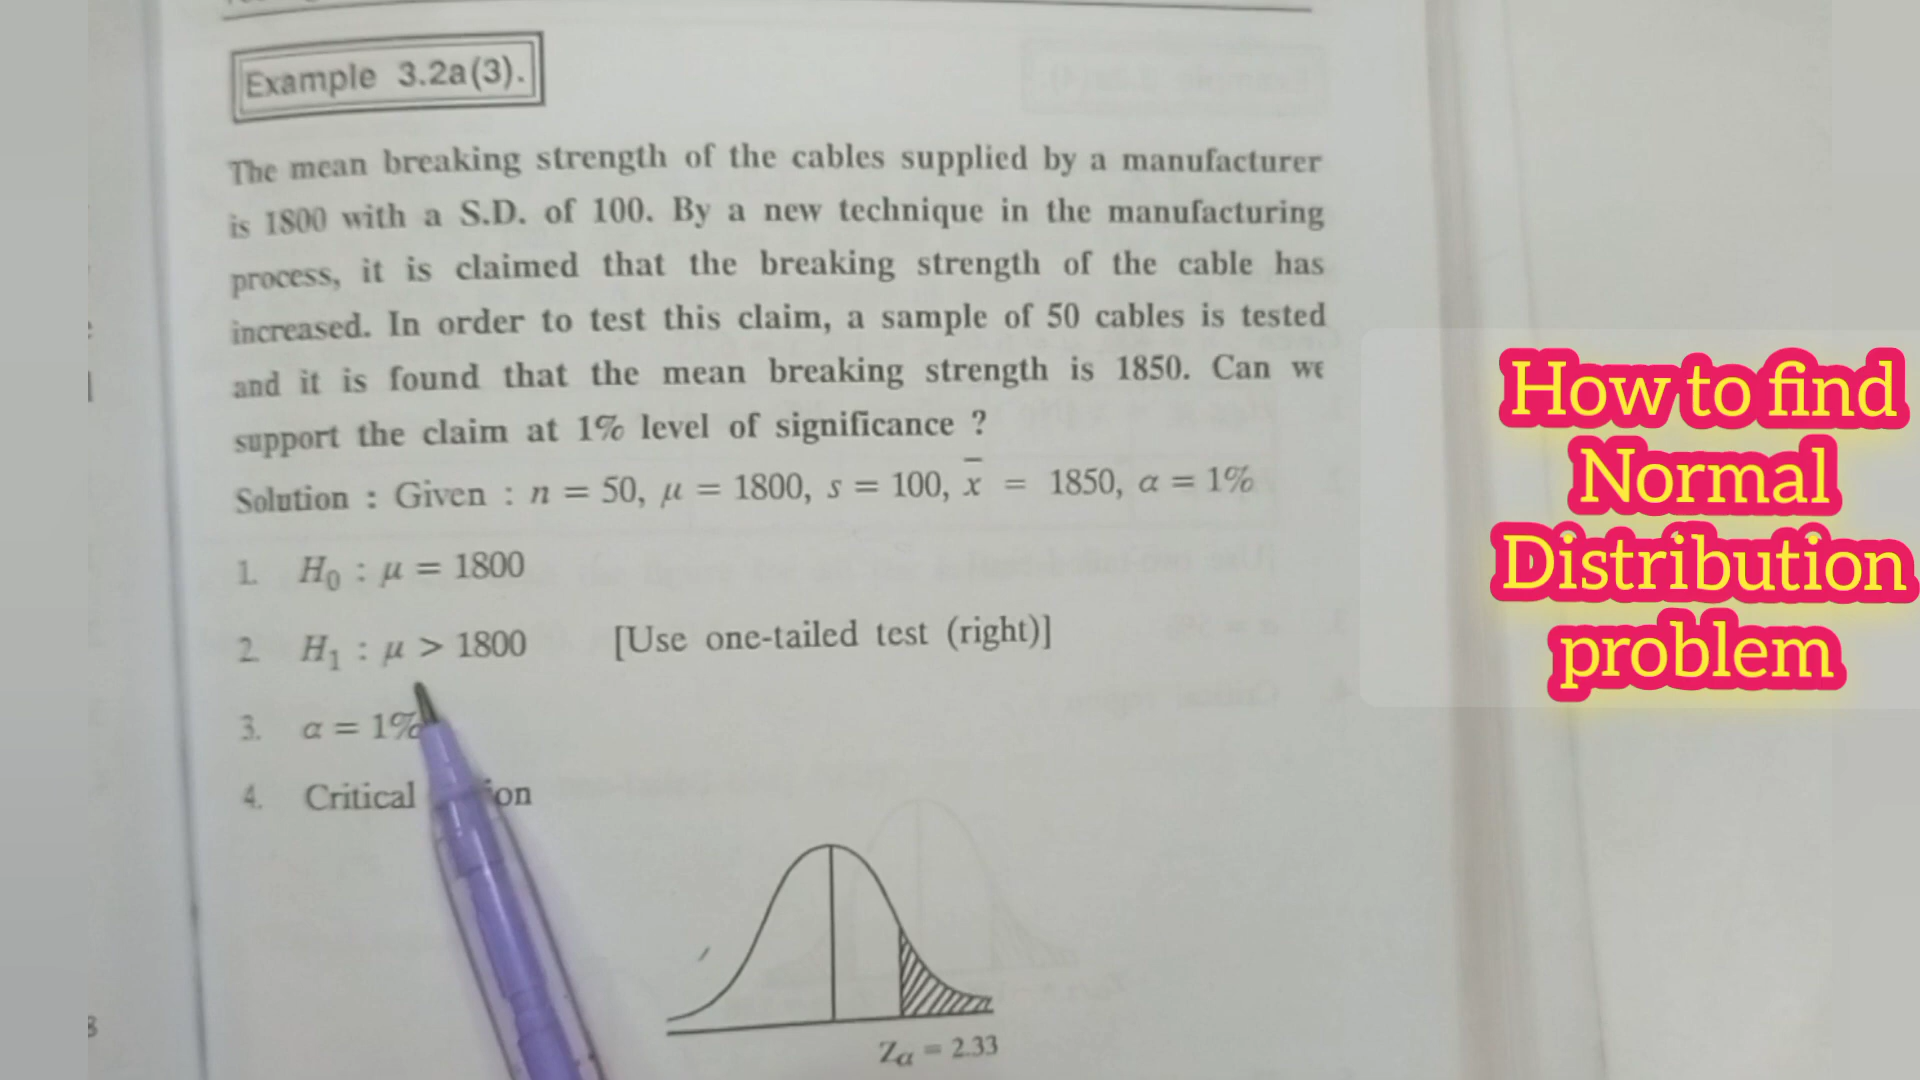 Example 3.2a(3).
The mean breaking strength of the cables supplied by a manufacturer
is 1800 with a S.D. of 100. By a new technique in the manufacturing
process, it is claimed that the breaking strength of the cable has
increased. In order to test this claim, a sample of 50 cables is tested
and it is found that the mean breaking strength is 1850. Can we
support the claim at 1% level of significance ?
Solution : Given : n = 50, μ = 1800, s = 100, x̄ = 1850, α = 1%
1. H₀ : μ = 1800
2. H₁ : μ > 1800 [Use one-tailed test (right)]
3. α = 1%
4. Critical
Zα = 2.33
How to find
Normal
Distribution
problem